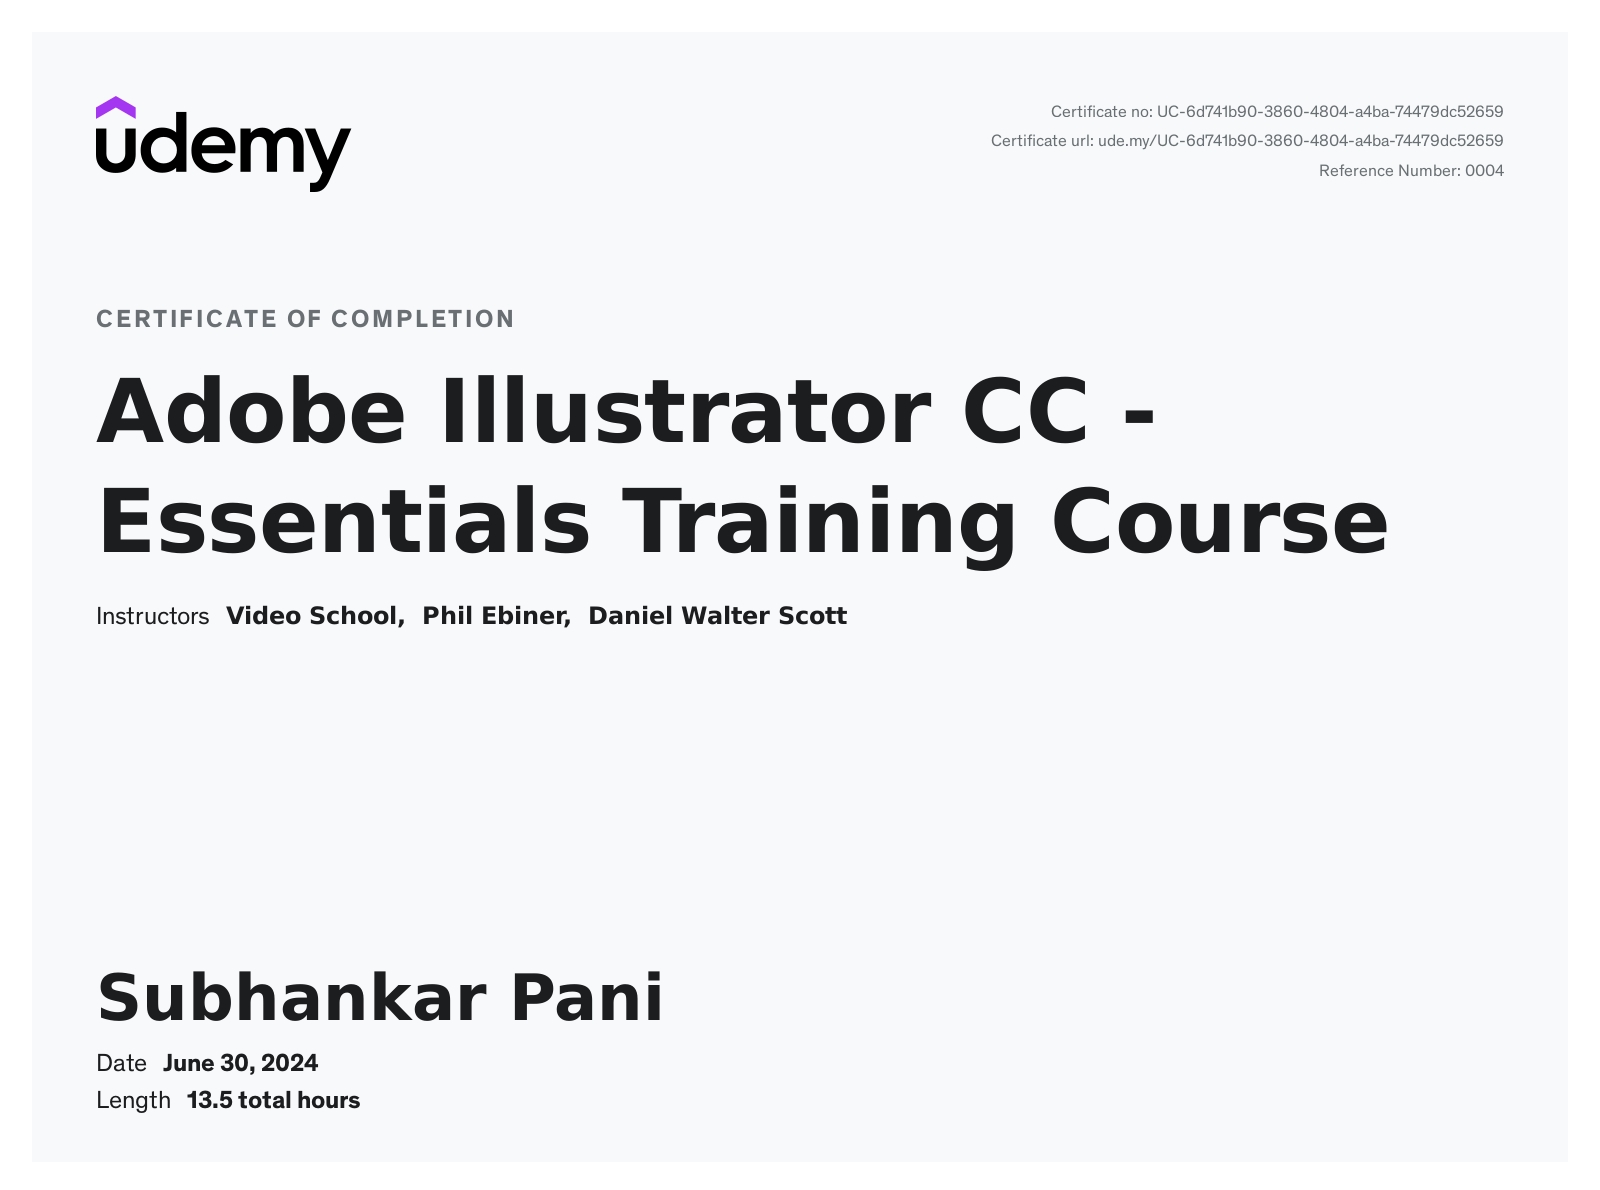 udemy
Certificate no: UC-6d741b90-3860-4804-a4ba-74479dc52659
Certificate url: ude.my/UC-6d741b90-3860-4804-a4ba-74479dc52659
Reference Number: 0004
CERTIFICATE OF COMPLETION
Adobe Illustrator CC -
Essentials Training Course
Instructors Video School, Phil Ebiner, Daniel Walter Scott
Subhankar Pani
Date June 30, 2024
Length 13.5 total hours